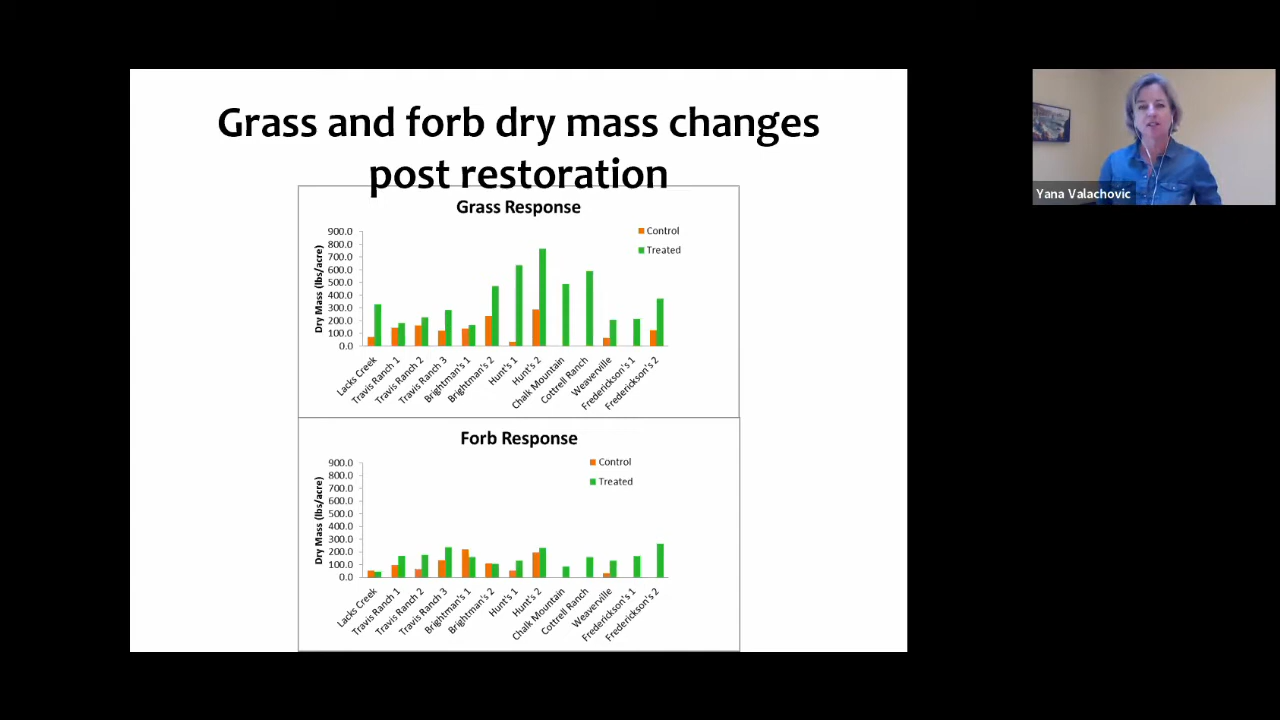 Grass and forb dry mass changes
post restoration
Grass Response
Control
Treated
Dry Mass (lbs/acre)
900.0
800.0
700.0
600.0
500.0
400.0
300.0
200.0
100.0
0.0
Lacks Creek
Travis Ranch 1
Travis Ranch 2
Travis Ranch 3
Brightman's 1
Brightman's 2
Hunt's 1
Hunt's 2
Chalk Mountain
Cottrell Ranch
Weaverville
Frederickson's 1
Frederickson's 2
Forb Response
Control
Treated
Dry Mass (lbs/acre)
900.0
800.0
700.0
600.0
500.0
400.0
300.0
200.0
100.0
0.0
Lacks Creek
Travis Ranch 1
Travis Ranch 2
Travis Ranch 3
Brightman's 1
Brightman's 2
Hunt's 1
Hunt's 2
Chalk Mountain
Cottrell Ranch
Weaverville
Frederickson's 1
Frederickson's 2
Yana Valachovic